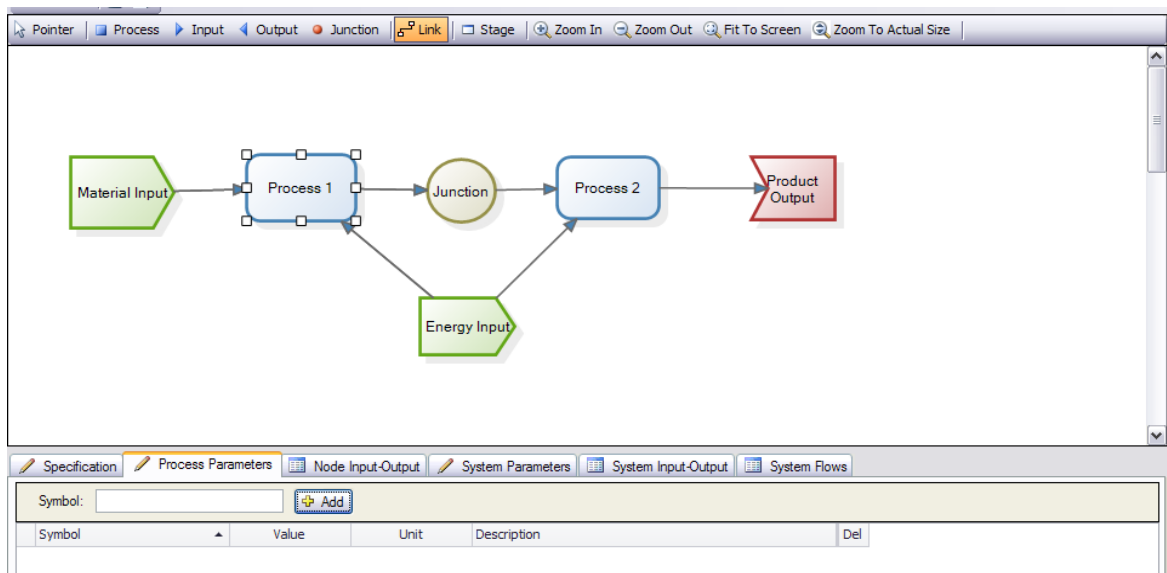 Pointer Process Input Output Junction Link Stage Zoom In Zoom Out Fit To Screen Zoom To Actual Size
Material Input
Process 1
Junction
Process 2
Product
Output
Energy Input
Specification Process Parameters Node Input-Output System Parameters System Input-Output System Flows
Symbol: Add
Symbol Value Unit Description Del